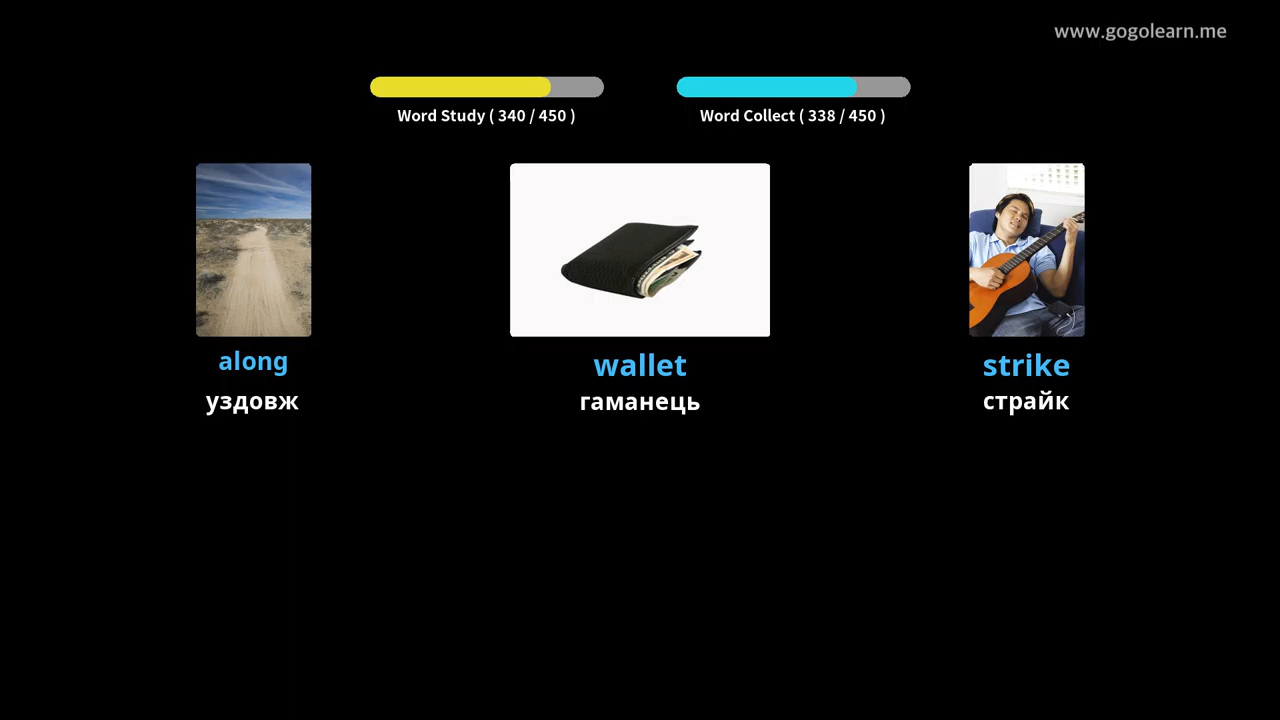 www.gogolearn.me
Word Study ( 340 / 450 )
Word Collect ( 338 / 450 )
along
wallet
strike
уздовж
гаманець
страйк